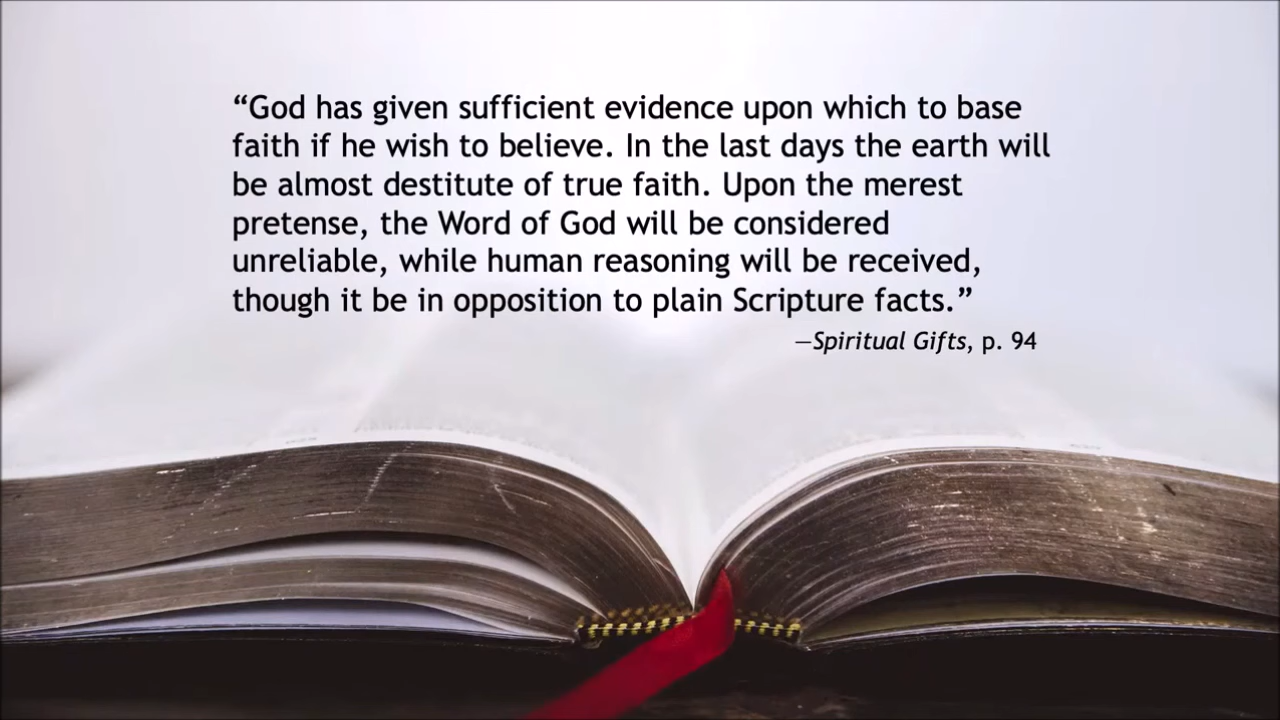 “God has given sufficient evidence upon which to base
faith if he wish to believe. In the last days the earth will
be almost destitute of true faith. Upon the merest
pretense, the Word of God will be considered
unreliable, while human reasoning will be received,
though it be in opposition to plain Scripture facts.”
—Spiritual Gifts, p. 94